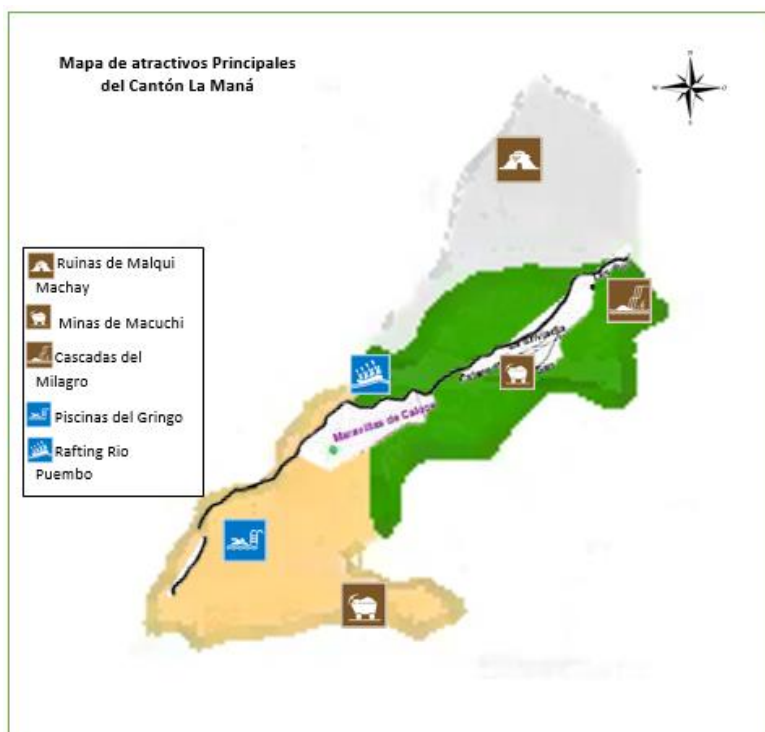 Mapa de atractivos Principales
del Cantón La Maná
N
Ruinas de Malqui
Machay
Minas de Macuchi
Cascadas del
Milagro
Piscinas del Gringo
Rafting Rio
Puembo
Maravillas de